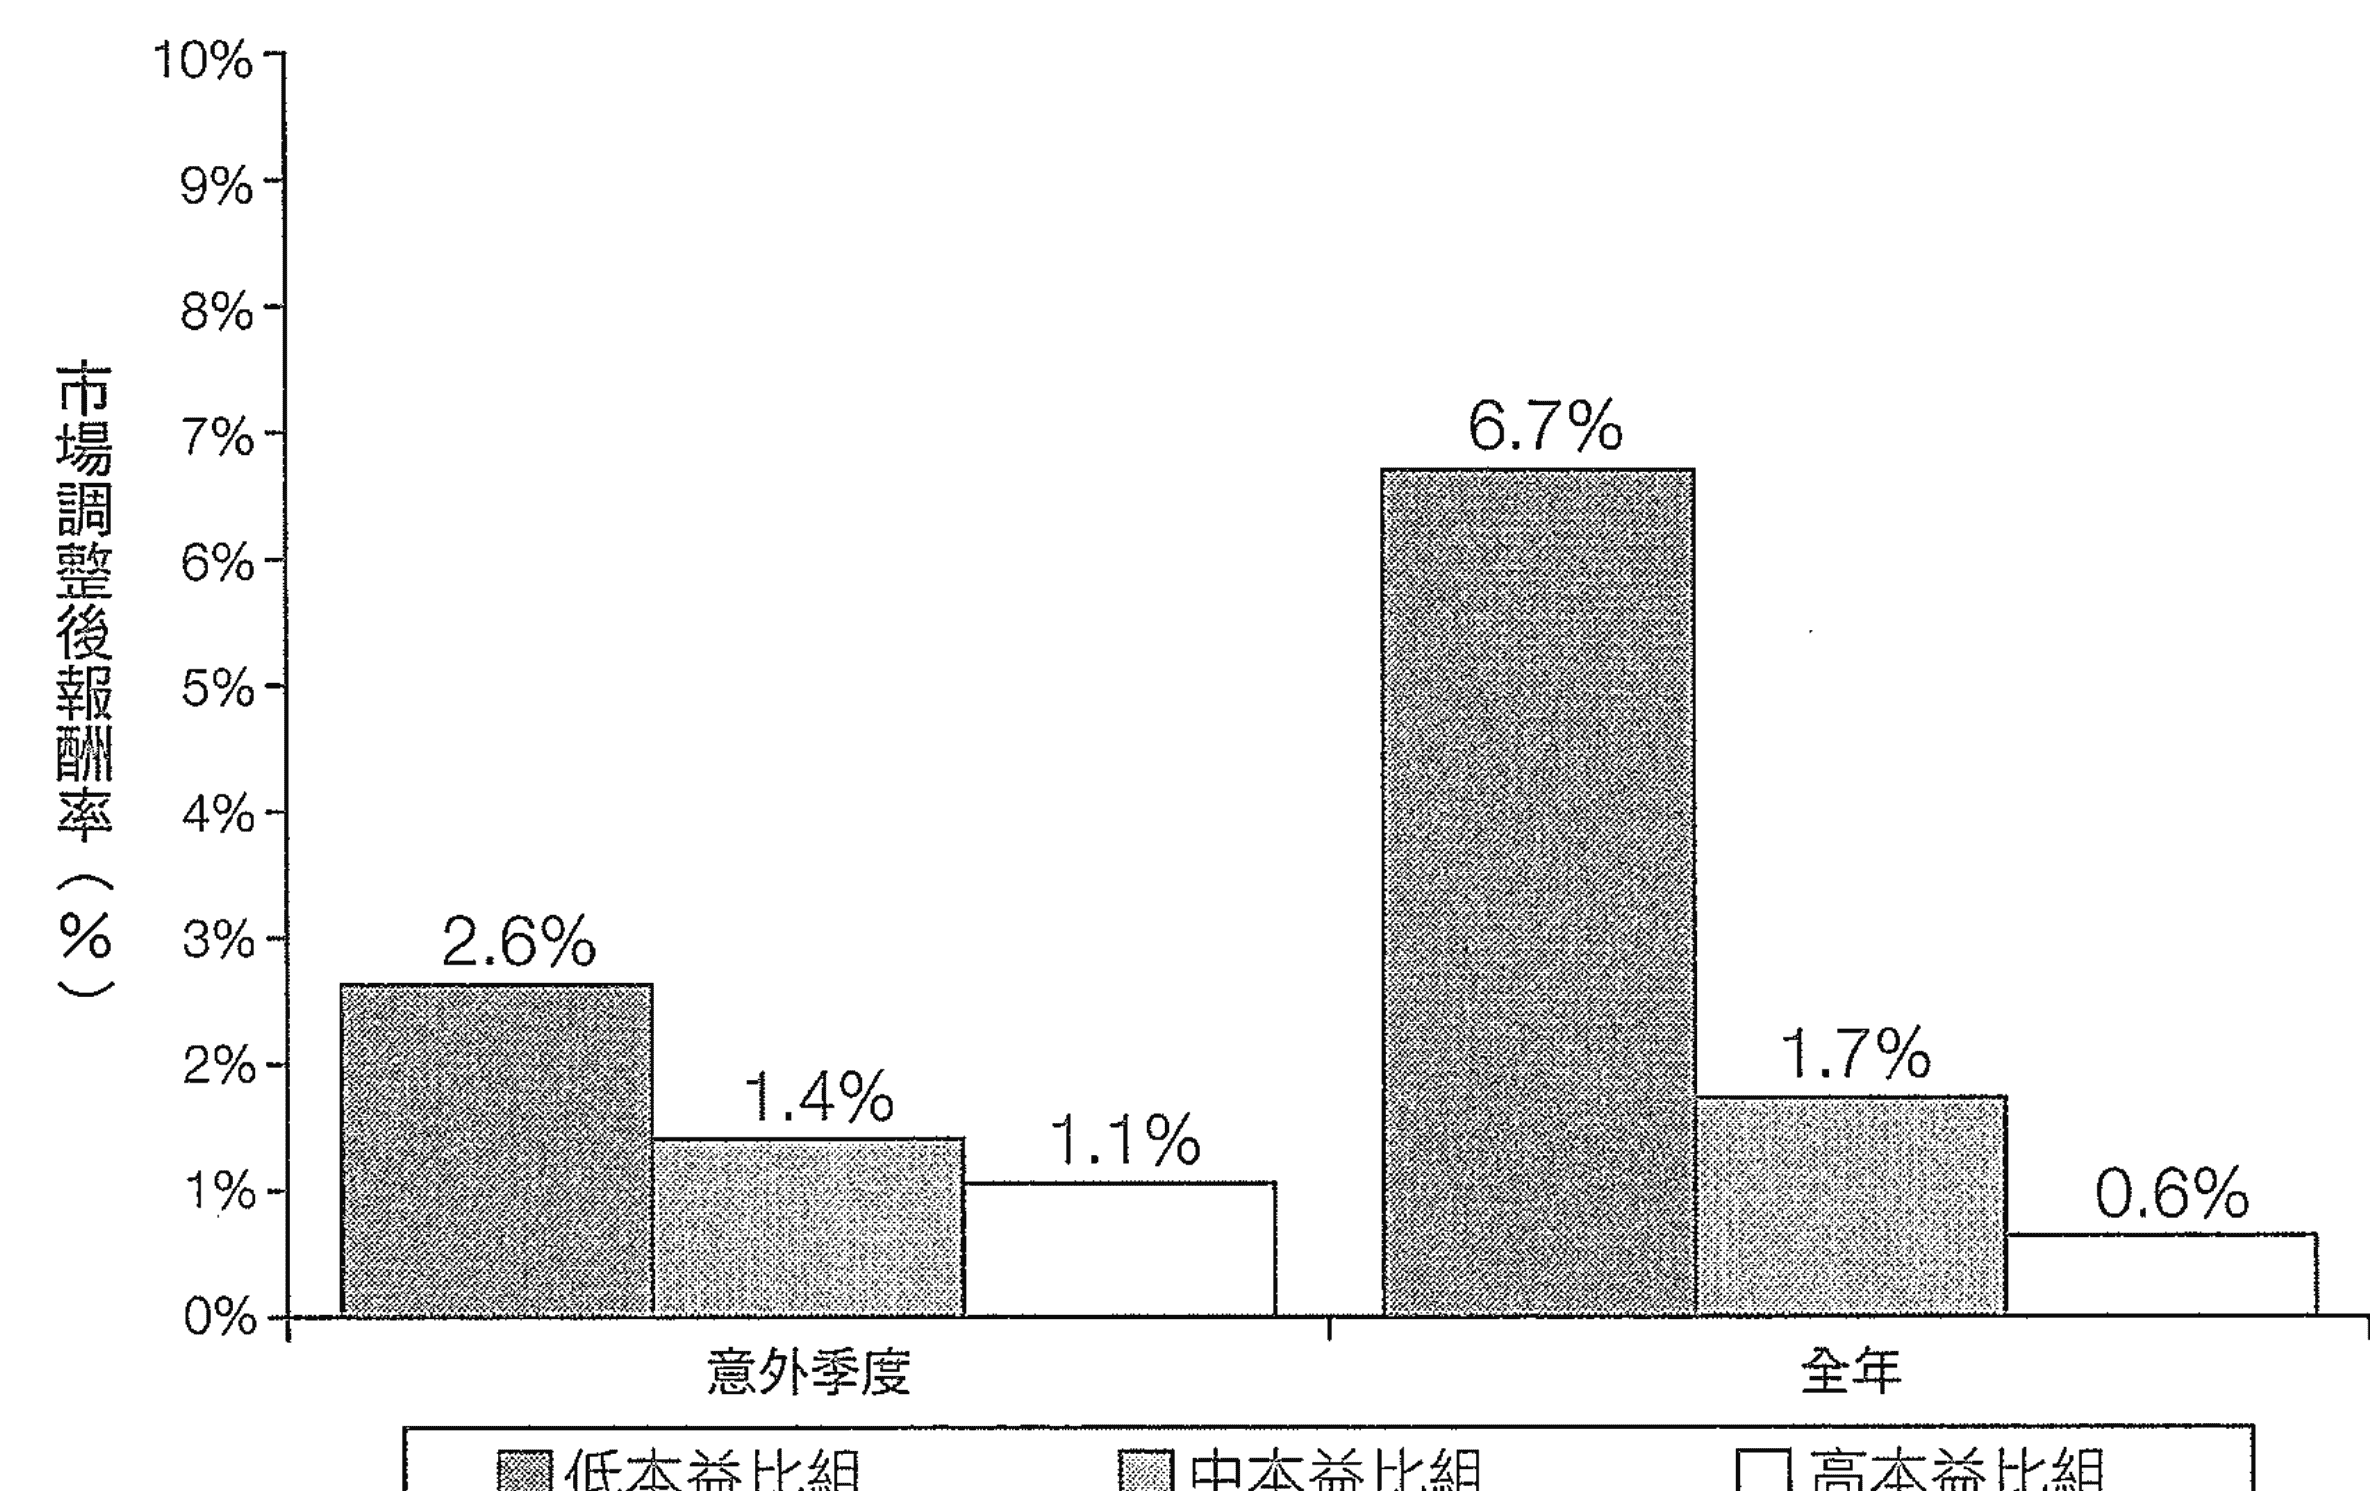 市場調整後報酬率（%）
10%
9%
8%
7%
6%
5%
4%
3%
2%
1%
0%
2.6%
1.4%
1.1%
6.7%
1.7%
0.6%
意外季度
全年
低本益比組
中本益比組
高本益比組